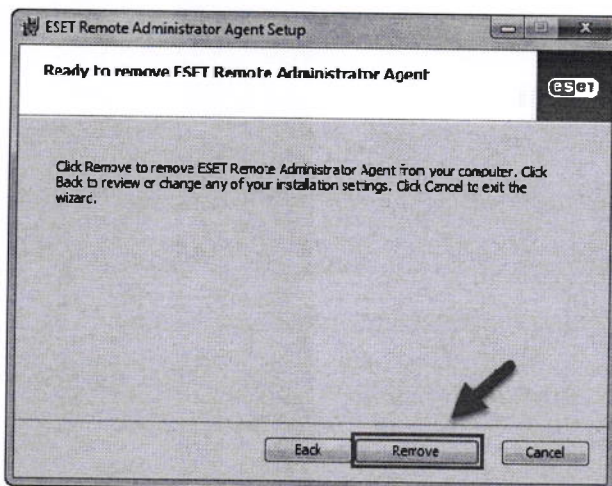 ESET Remote Administrator Agent Setup
Ready to remove ESET Remote Administrator Agent
eset
Click Remove to remove ESET Remote Administrator Agent from your computer. Click
Back to review or change any of your installation settings. Click Cancel to exit the
wizard.
Back
Remove
Cancel